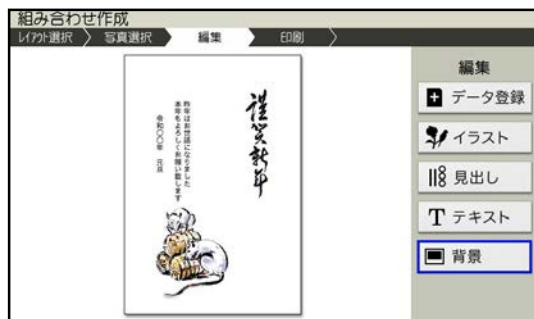 組み合わせ作成
レイアウト選択
写真選択
編集
印刷
謹賀新年
昨年はお世話になりました
本年もよろしくお願い致します
令和〇〇年 元旦
編集
データ登録
イラスト
見出し
テキスト
背景